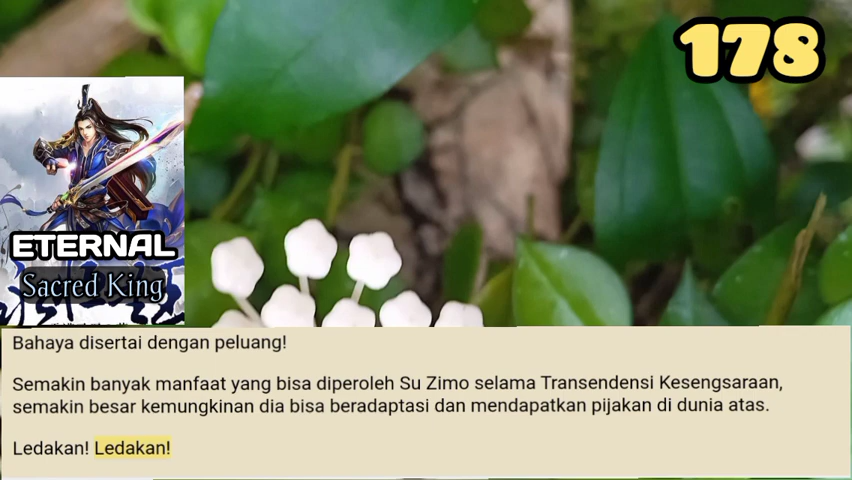 178
ETERNAL
Sacred King
Bahaya disertai dengan peluang!
Semakin banyak manfaat yang bisa diperoleh Su Zimo selama Transendensi Kesengsaraan,
semakin besar kemungkinan dia bisa beradaptasi dan mendapatkan pijakan di dunia atas.
Ledakan! Ledakan!